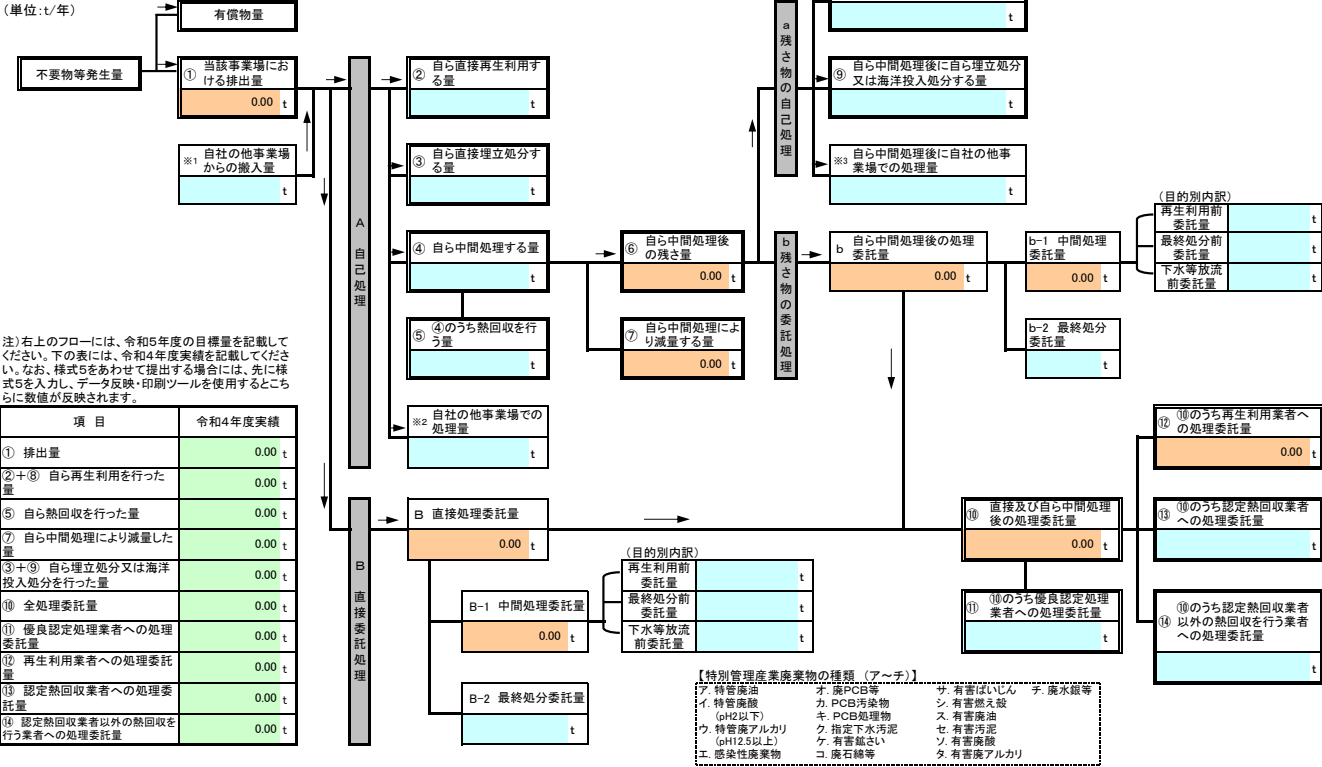 （単位:t/年）
有償物量
不要物等発生量
① 当該事業場にお
ける排出量
0.00 t
※1 自社の他事業場
からの搬入量
t
A 自己処理
② 自ら直接再生利用す
る量
t
③ 自ら直接埋立処分す
る量
t
④ 自ら中間処理する量
t
⑤ ④のうち熱回収を行
う量
t
※2 自社の他事業場での
処理量
t
⑥ 自ら中間処理後
の残さ量
0.00 t
⑦ 自ら中間処理によ
り減量する量
0.00 t
a 残さ物の自己処理
t
⑨ 自ら中間処理後に自ら埋立処分
又は海洋投入処分する量
t
※3 自ら中間処理後に自社の他事
業場での処理量
t
b 残さ物の委託処理
b 自ら中間処理後の処理
委託量
0.00 t
b-1 中間処理
委託量
0.00 t
（目的別内訳）
再生利用前
委託量 t
最終処分前
委託量 t
下水等放流
前委託量 t
b-2 最終処分
委託量
t
注）右上のフローには、令和5年度の目標量を記載して
ください。下の表には、令和4年度実績を記載してくださ
い。なお、様式5をあわせて提出する場合には、先に様
式5を入力し、データ反映・印刷ツールを使用するとこち
らに数値が反映されます。
項 目 令和4年度実績
① 排出量 0.00 t
②＋⑧ 自ら再生利用を行った
量 0.00 t
⑤ 自ら熱回収を行った量 0.00 t
⑦ 自ら中間処理により減量した
量 0.00 t
③＋⑨ 自ら埋立処分又は海洋
投入処分を行った量 0.00 t
⑩ 全処理委託量 0.00 t
⑪ 優良認定処理業者への処理
委託量 0.00 t
⑫ 再生利用業者への処理委託
量 0.00 t
⑬ 認定熱回収業者への処理委
託量 0.00 t
⑭ 認定熱回収業者以外の熱回収を
行う業者への処理委託量 0.00 t
B 直接委託処理
B 直接処理委託量
0.00 t
B-1 中間処理委託量
0.00 t
（目的別内訳）
再生利用前
委託量 t
最終処分前
委託量 t
下水等放流
前委託量 t
B-2 最終処分委託量
t
⑩ 直接及び自ら中間処理
後の処理委託量
0.00 t
⑪ ⑩のうち優良認定処理
業者への処理委託量
t
⑫ ⑩のうち再生利用業者へ
の処理委託量
0.00 t
⑬ ⑩のうち認定熱回収業者
への処理委託量
t
⑭ ⑩のうち認定熱回収業者
以外の熱回収を行う業者
への処理委託量
t
【特別管理産業廃棄物の種類 （ア～チ）】
ア. 特管廃油 オ. 廃PCB等 サ. 有害ばいじん チ. 廃水銀等
イ. 特管廃酸 カ. PCB汚染物 シ. 有害燃え殻
（pH2以下） キ. PCB処理物 ス. 有害廃油
ウ. 特管廃アルカリ ク. 指定下水汚泥 セ. 有害汚泥
（pH12.5以上） ケ. 有害鉱さい ソ. 有害廃酸
エ. 感染性廃棄物 コ. 廃石綿等 タ. 有害廃アルカリ